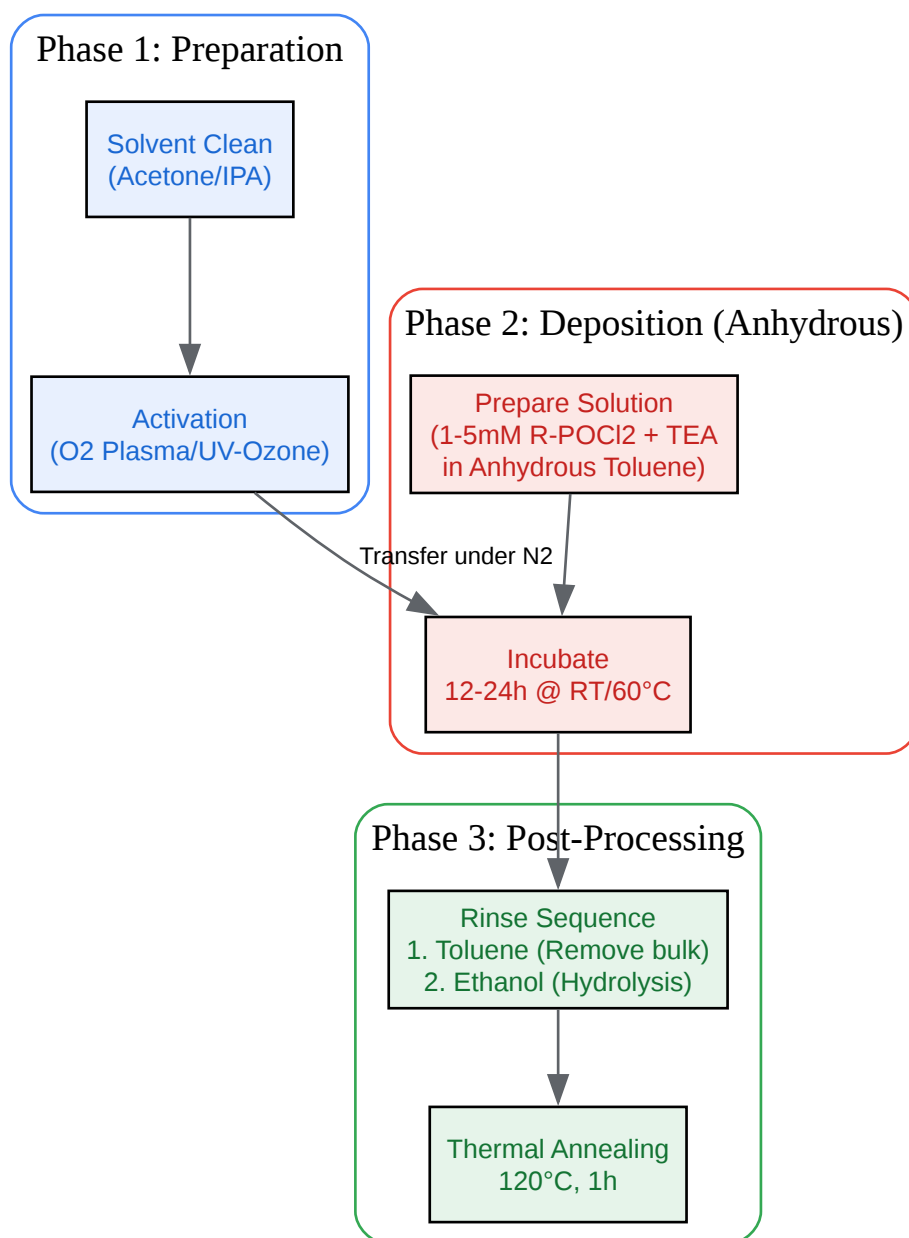 Phase 1: Preparation
Solvent Clean
(Acetone/IPA)
Activation
(O2 Plasma/UV-Ozone)
Phase 2: Deposition (Anhydrous)
Prepare Solution
(1-5mM R-POCl2 + TEA
in Anhydrous Toluene)
Transfer under N2
Incubate
12-24h @ RT/60°C
Phase 3: Post-Processing
Rinse Sequence
1. Toluene (Remove bulk)
2. Ethanol (Hydrolysis)
Thermal Annealing
120°C, 1h